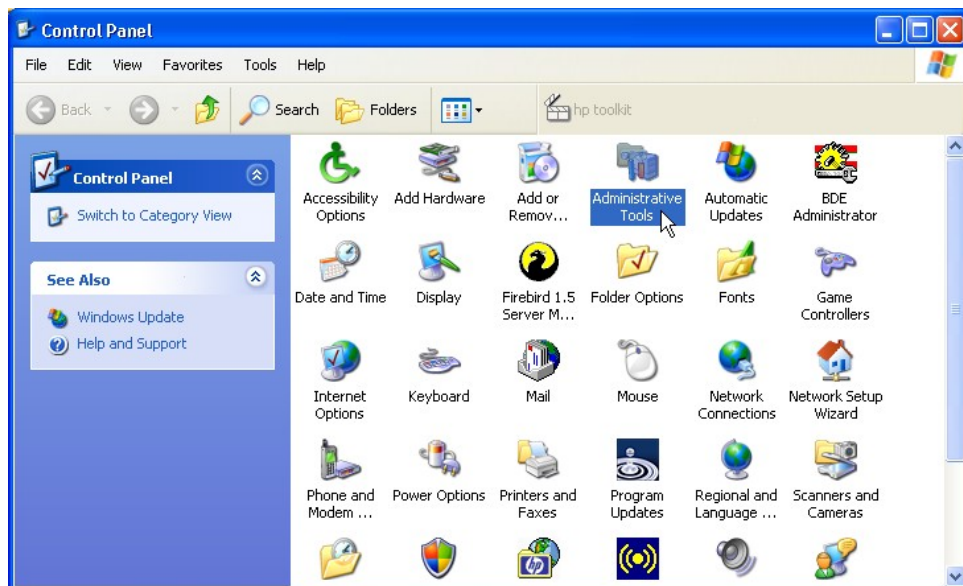 Control Panel
File Edit View Favorites Tools Help
Back Search Folders hp toolkit
Control Panel
Switch to Category View
See Also
Windows Update
Help and Support
Accessibility Options
Add Hardware
Add or Remov...
Administrative Tools
Automatic Updates
BDE Administrator
Date and Time
Display
Firebird 1.5 Server M...
Folder Options
Fonts
Game Controllers
Internet Options
Keyboard
Mail
Mouse
Network Connections
Network Setup Wizard
Phone and Modem ...
Power Options
Printers and Faxes
Program Updates
Regional and Language ...
Scanners and Cameras
hp